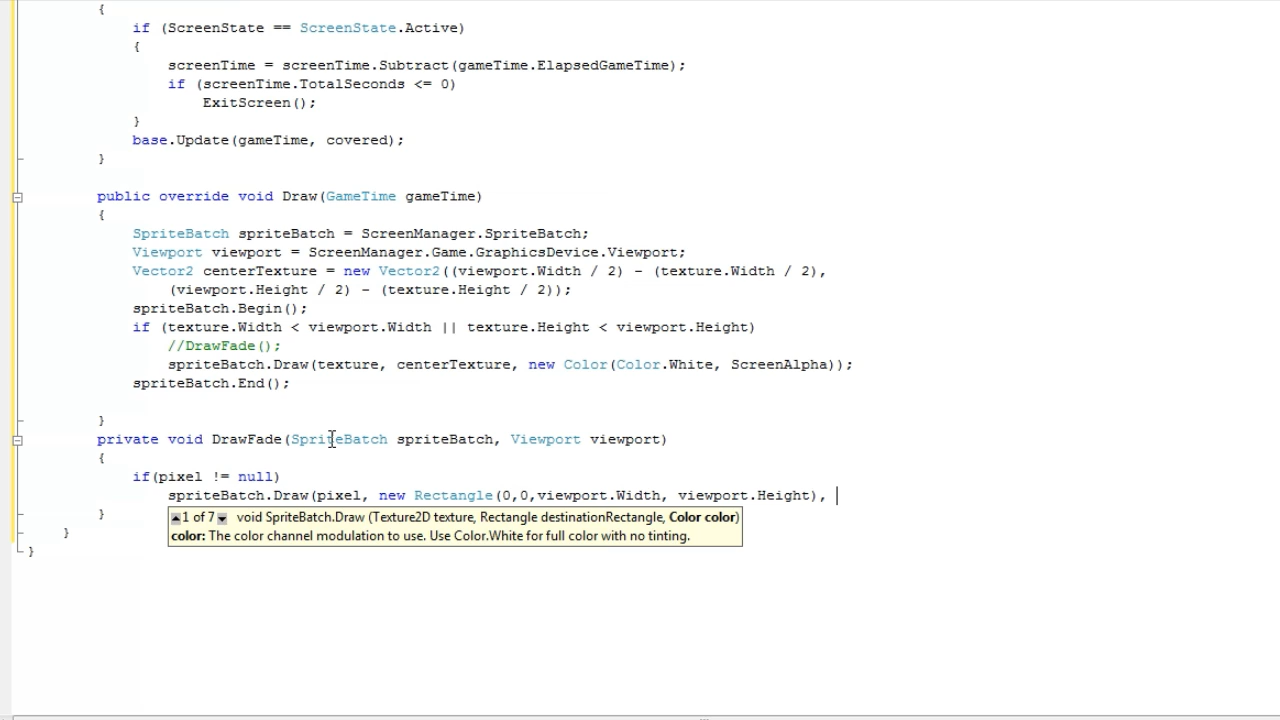 {
if (ScreenState == ScreenState.Active)
{
screenTime = screenTime.Subtract(gameTime.ElapsedGameTime);
if (screenTime.TotalSeconds <= 0)
ExitScreen();
}
base.Update(gameTime, covered);
}
public override void Draw(GameTime gameTime)
{
SpriteBatch spriteBatch = ScreenManager.SpriteBatch;
Viewport viewport = ScreenManager.Game.GraphicsDevice.Viewport;
Vector2 centerTexture = new Vector2((viewport.Width / 2) - (texture.Width / 2),
(viewport.Height / 2) - (texture.Height / 2));
spriteBatch.Begin();
if (texture.Width < viewport.Width || texture.Height < viewport.Height)
//DrawFade();
spriteBatch.Draw(texture, centerTexture, new Color(Color.White, ScreenAlpha));
spriteBatch.End();
}
private void DrawFade(SpriteBatch spriteBatch, Viewport viewport)
{
if(pixel != null)
spriteBatch.Draw(pixel, new Rectangle(0,0,viewport.Width, viewport.Height),
1 of 7 void SpriteBatch.Draw (Texture2D texture, Rectangle destinationRectangle, Color color)
color: The color channel modulation to use. Use Color.White for full color with no tinting.
}
}
}